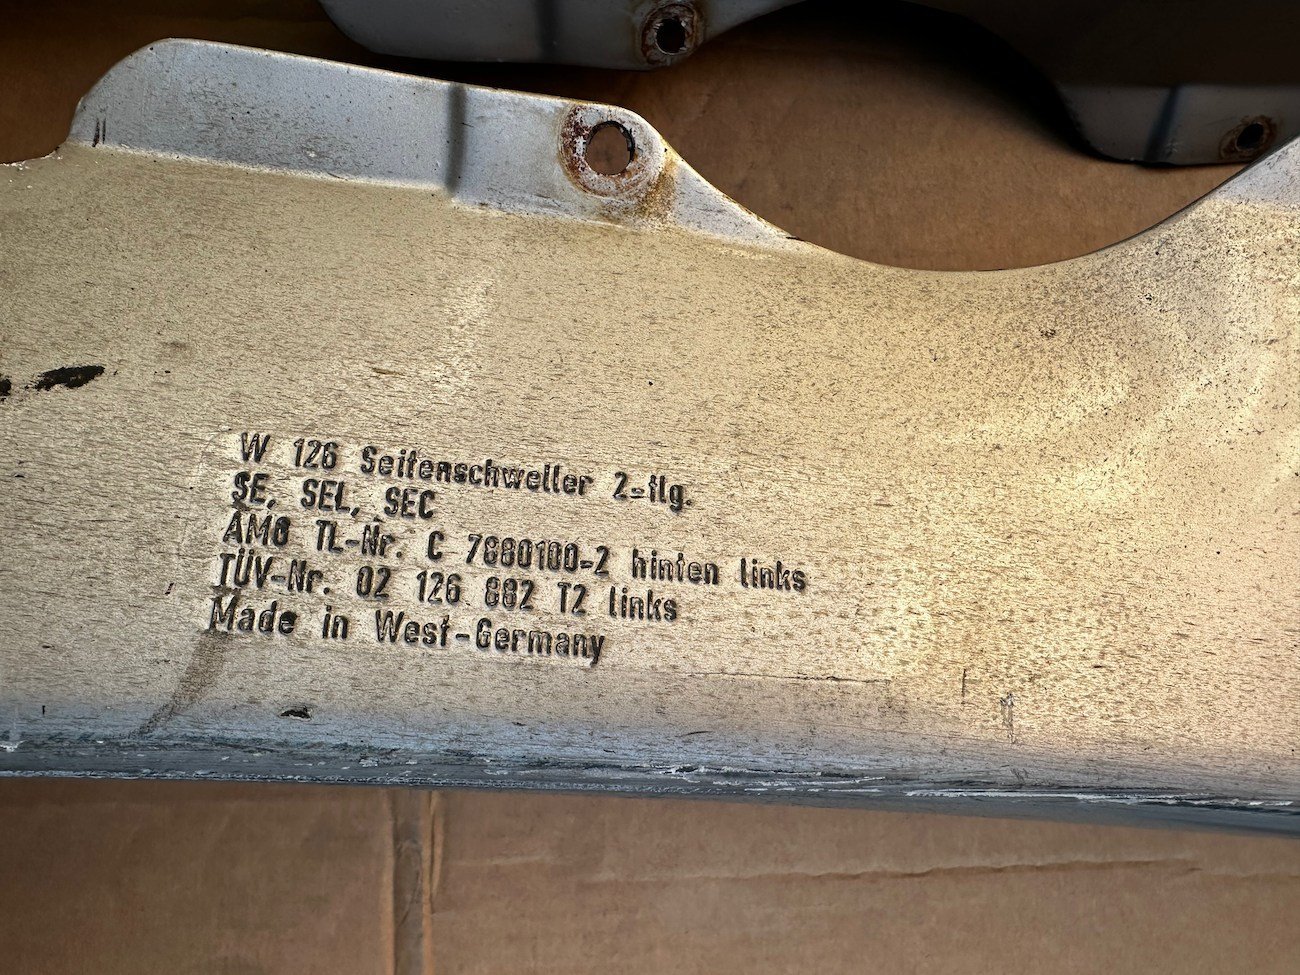 W 126 Seitenschweller 2-tlg.
SE, SEL, SEC
AMG TL-Nr. C 7880100-2 hinten links
TÜV-Nr. 02 126 882 T2 links
Made in West-Germany